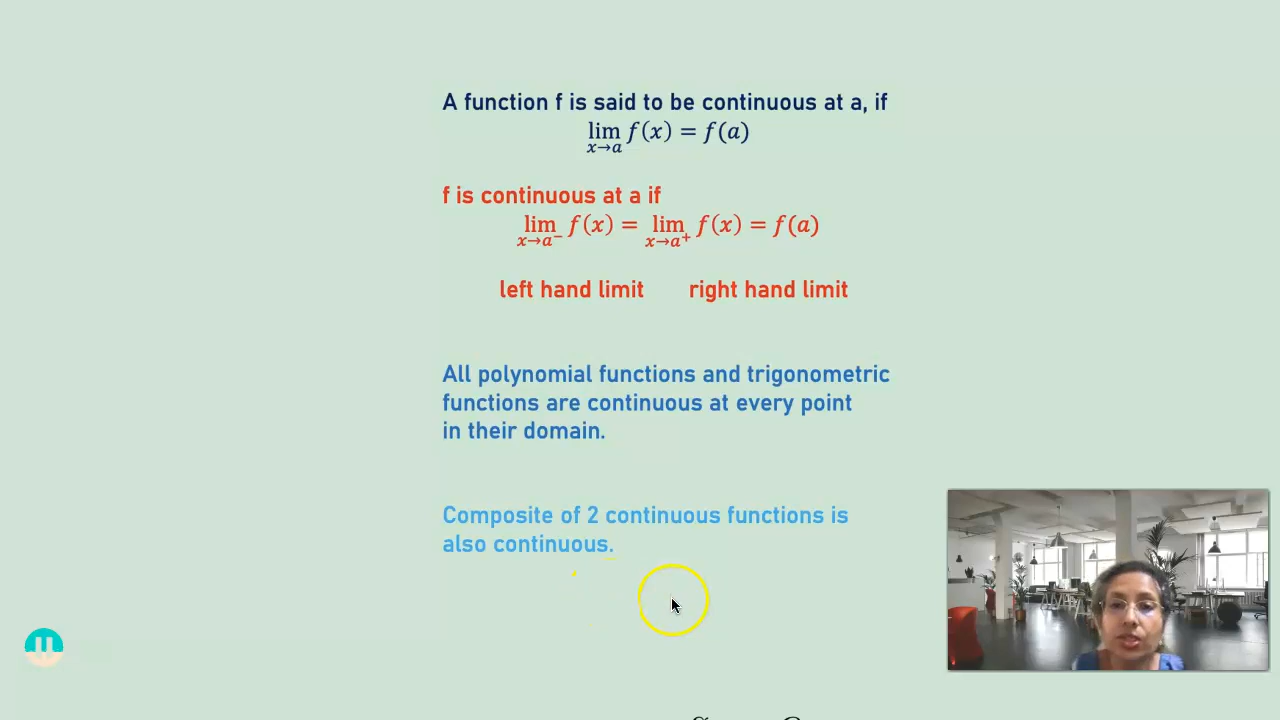 A function f is said to be continuous at a, if
lim x→a f(x) = f(a)
f is continuous at a if
lim x→a⁻ f(x) = lim x→a⁺ f(x) = f(a)
left hand limit right hand limit
All polynomial functions and trigonometric
functions are continuous at every point
in their domain.
Composite of 2 continuous functions is
also continuous.